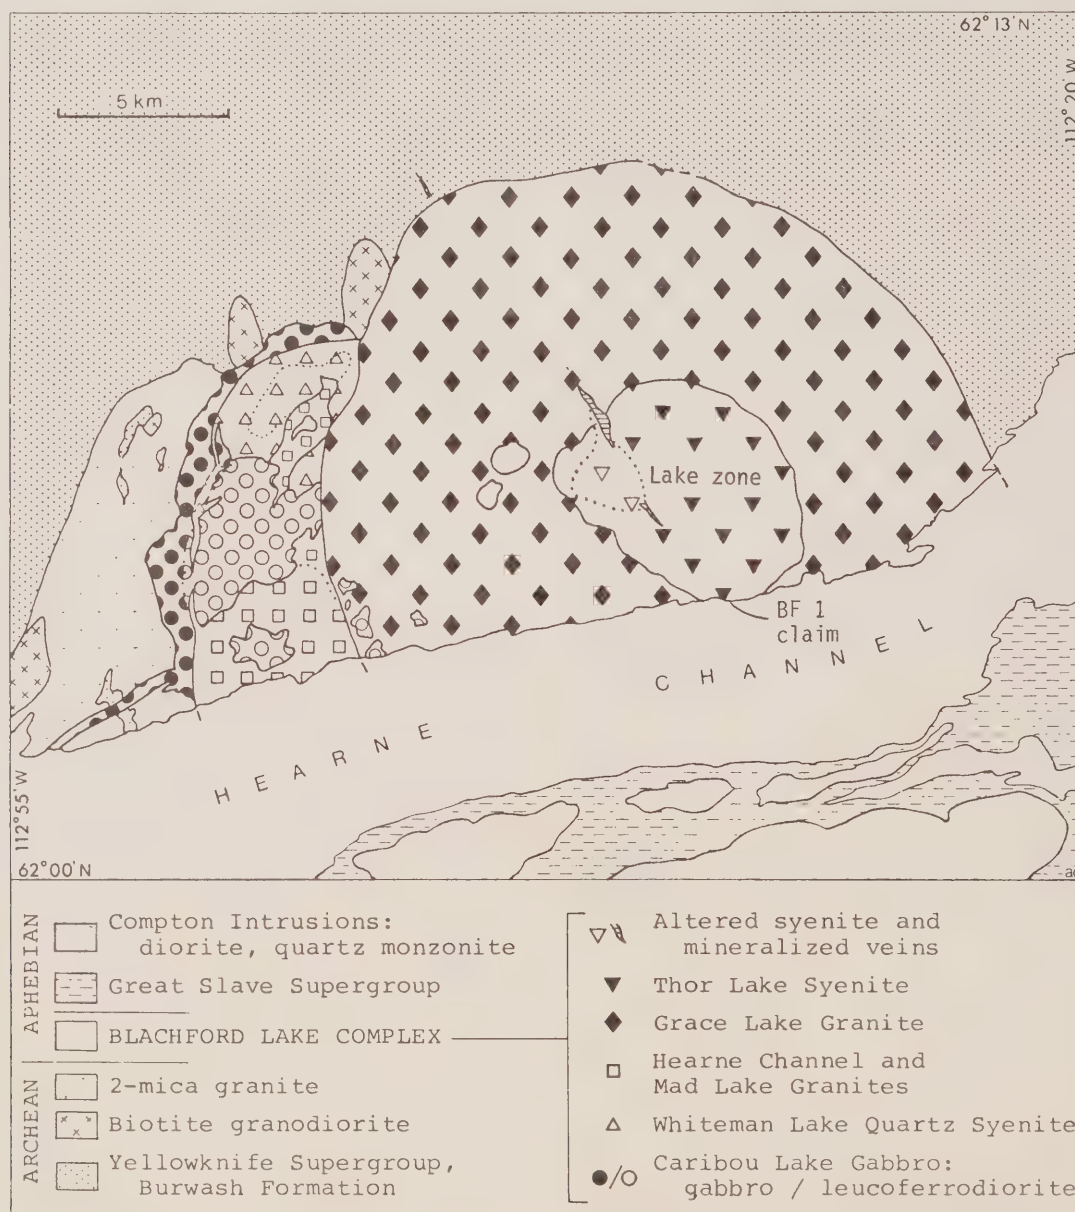 62° 13' N
112° 20' W
5 km
Lake zone
BF 1
claim
HEARNE CHANNEL
112° 55' W
62° 00' N
APHEBIAN
Compton Intrusions:
diorite, quartz monzonite
Great Slave Supergroup
BLACHFORD LAKE COMPLEX
ARCHEAN
2-mica granite
Biotite granodiorite
Yellowknife Supergroup,
Burwash Formation
Altered syenite and
mineralized veins
Thor Lake Syenite
Grace Lake Granite
Hearne Channel and
Mad Lake Granites
Whiteman Lake Quartz Syenite
Caribou Lake Gabbro:
gabbro / leucoferrodiorite